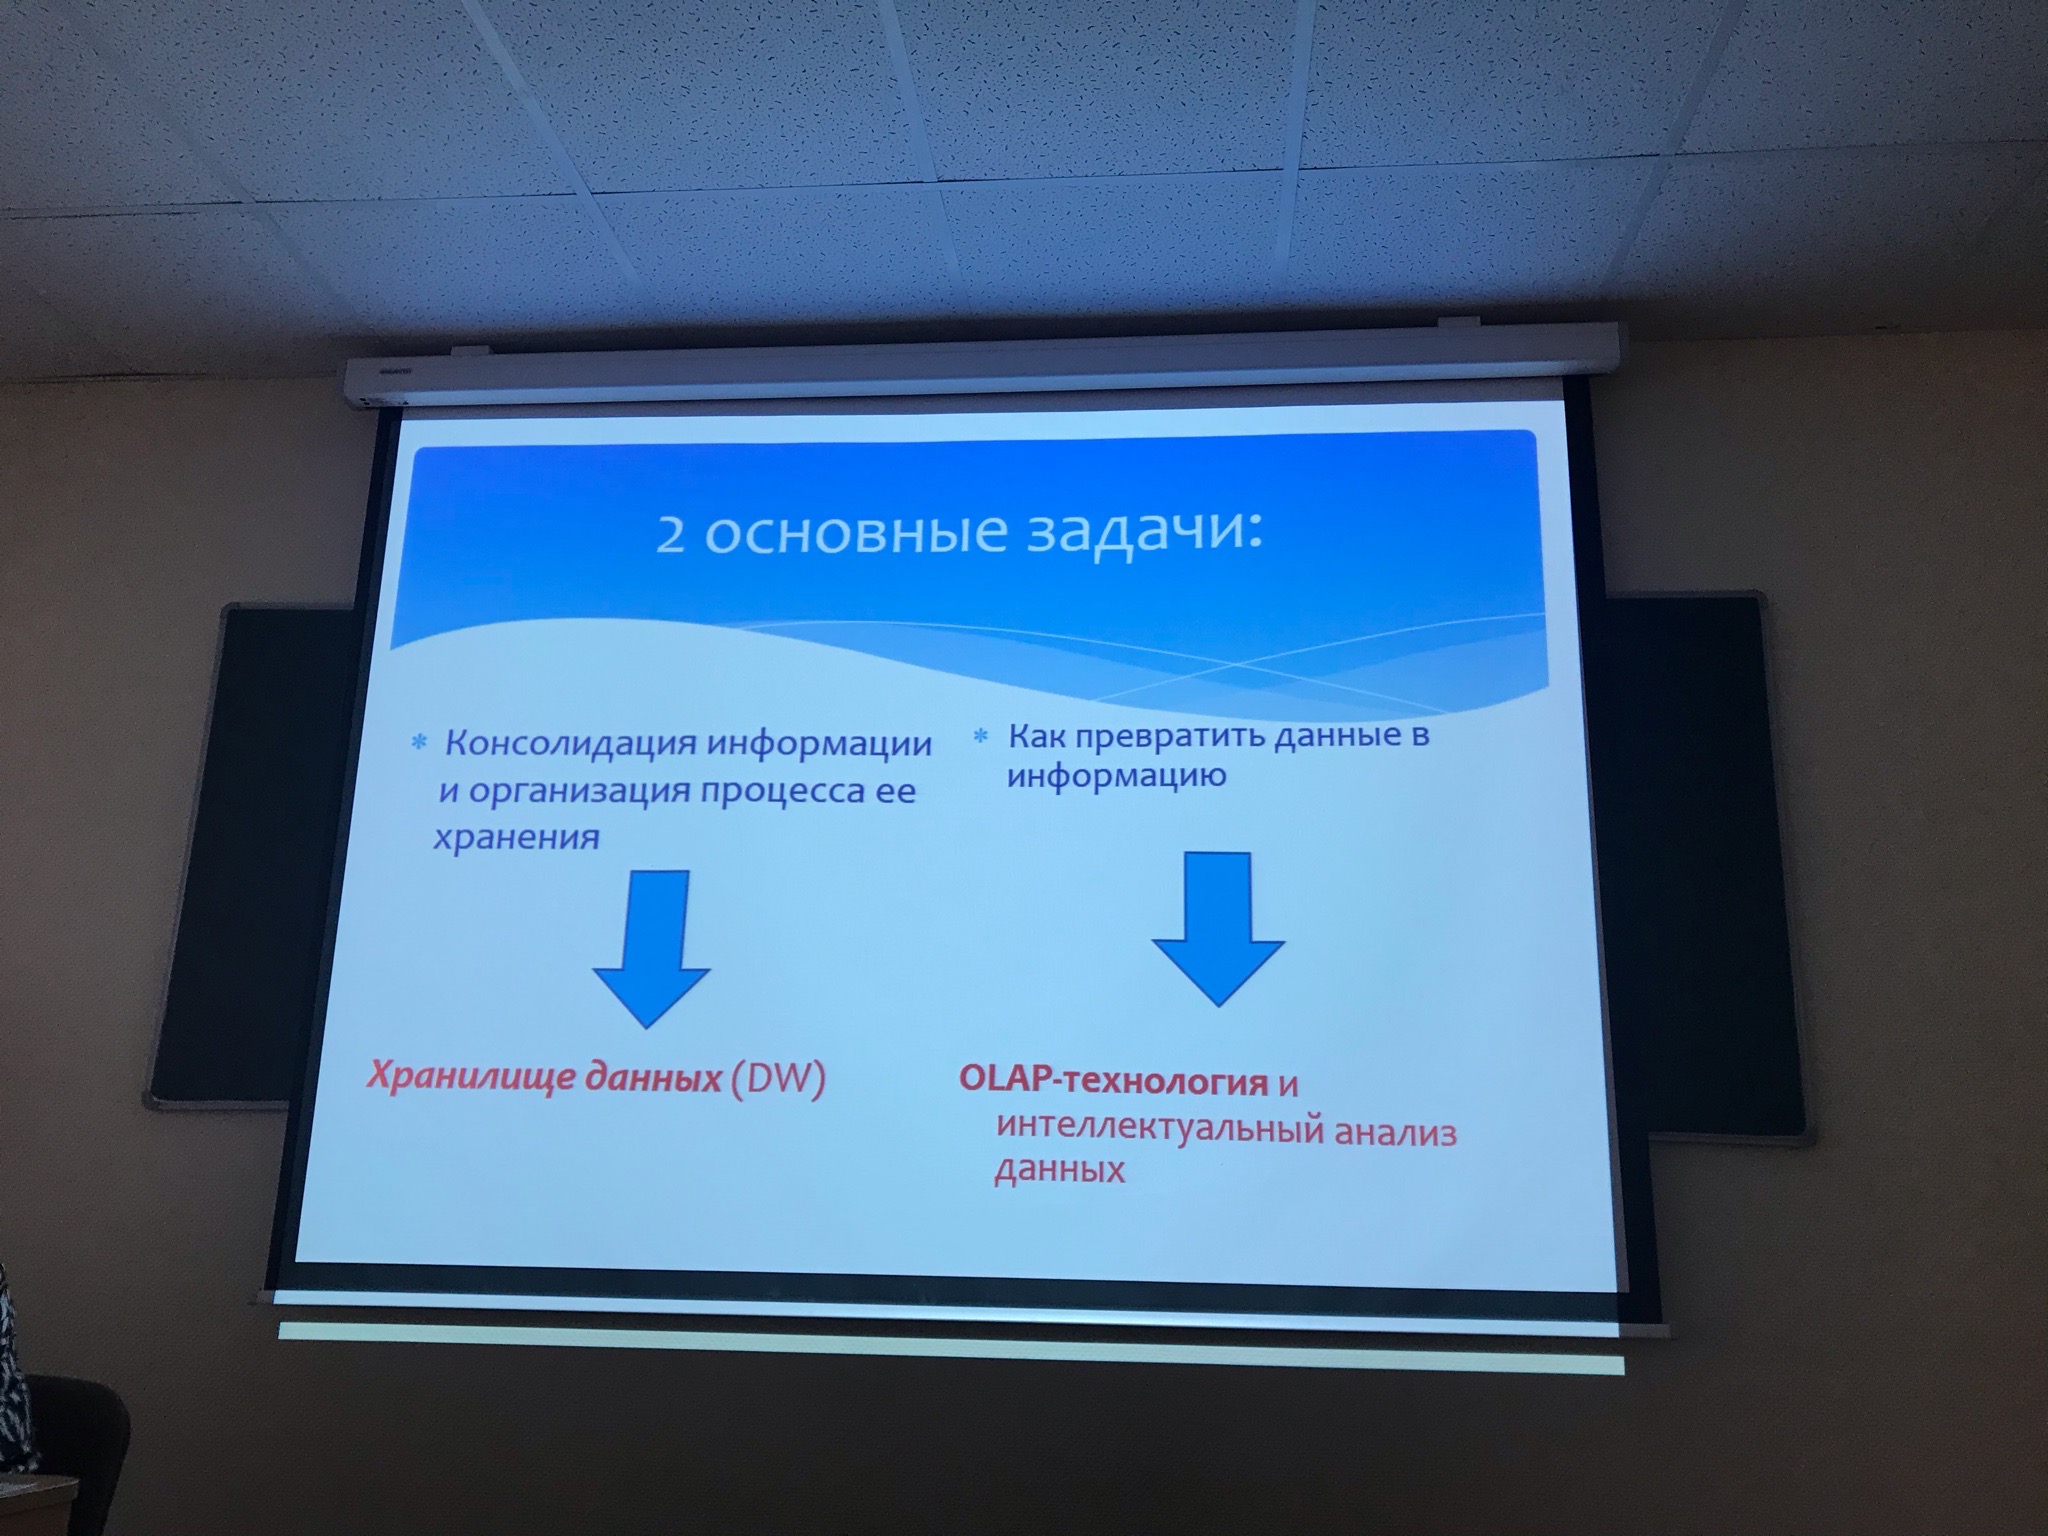 2 основные задачи:
* Консолидация информации
и организация процесса ее
хранения
* Как превратить данные в
информацию
Хранилище данных (DW)
OLAP-технология и
интеллектуальный анализ
данных